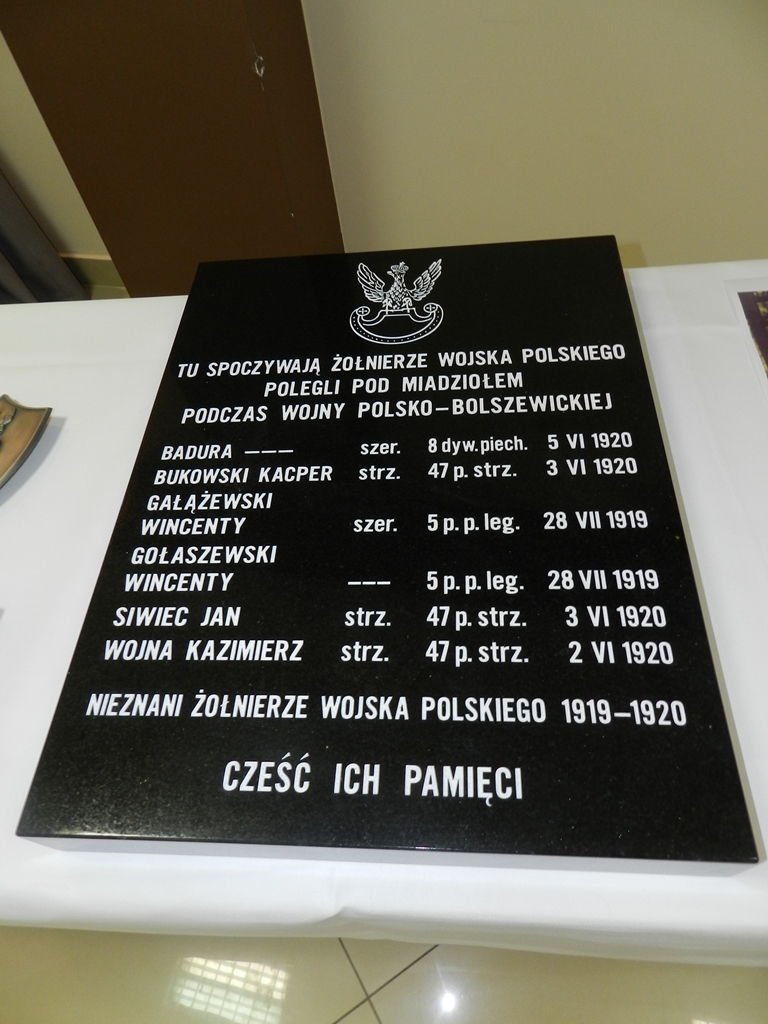 TU SPOCZYWAJĄ ŻOŁNIERZE WOJSKA POLSKIEGO
POLEGLI POD MIADZIOŁEM
PODCZAS WOJNY POLSKO–BOLSZEWICKIEJ
BADURA ––– szer. 8 dyw. piech. 5 VI 1920
BUKOWSKI KACPER strz. 47 p. strz. 3 VI 1920
GAŁĄŻEWSKI
WINCENTY szer. 5 p. p. leg. 28 VII 1919
GOŁASZEWSKI
WINCENTY ––– 5 p. p. leg. 28 VII 1919
SIWIEC JAN strz. 47 p. strz. 3 VI 1920
WOJNA KAZIMIERZ strz. 47 p. strz. 2 VI 1920
NIEZNANI ŻOŁNIERZE WOJSKA POLSKIEGO 1919–1920
CZEŚĆ ICH PAMIĘCI